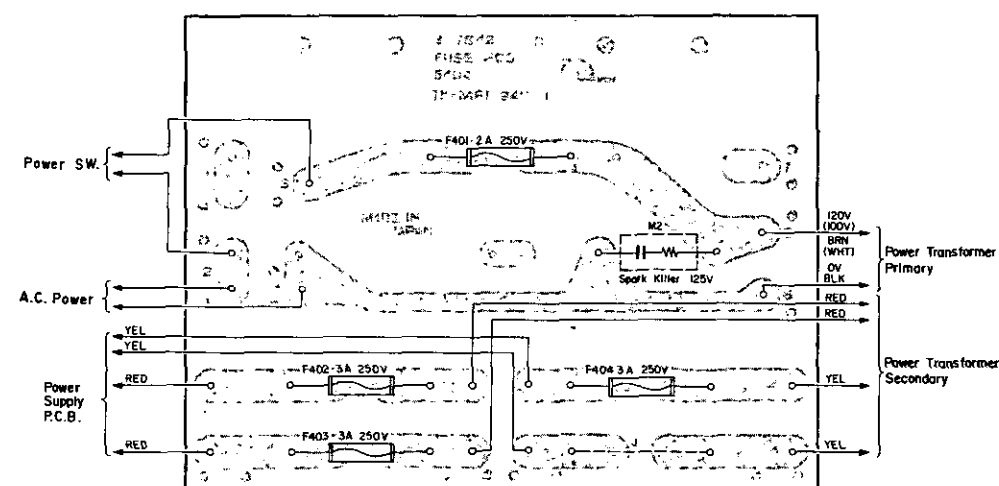 FUSE PCB
F401-2A 250V
Power SW.
MADE IN
JAPAN
M2
120V
(100V)
BRN
(WHT)
Power Transformer
Primary
Spark Killer 125V
0V
BLK
A.C. Power
RED
RED
YEL
YEL
F402-3A 250V
F404 3A 250V
Power Transformer
Secondary
RED
YEL
Power
Supply
P.C.B.
F403-3A 250V
RED
YEL